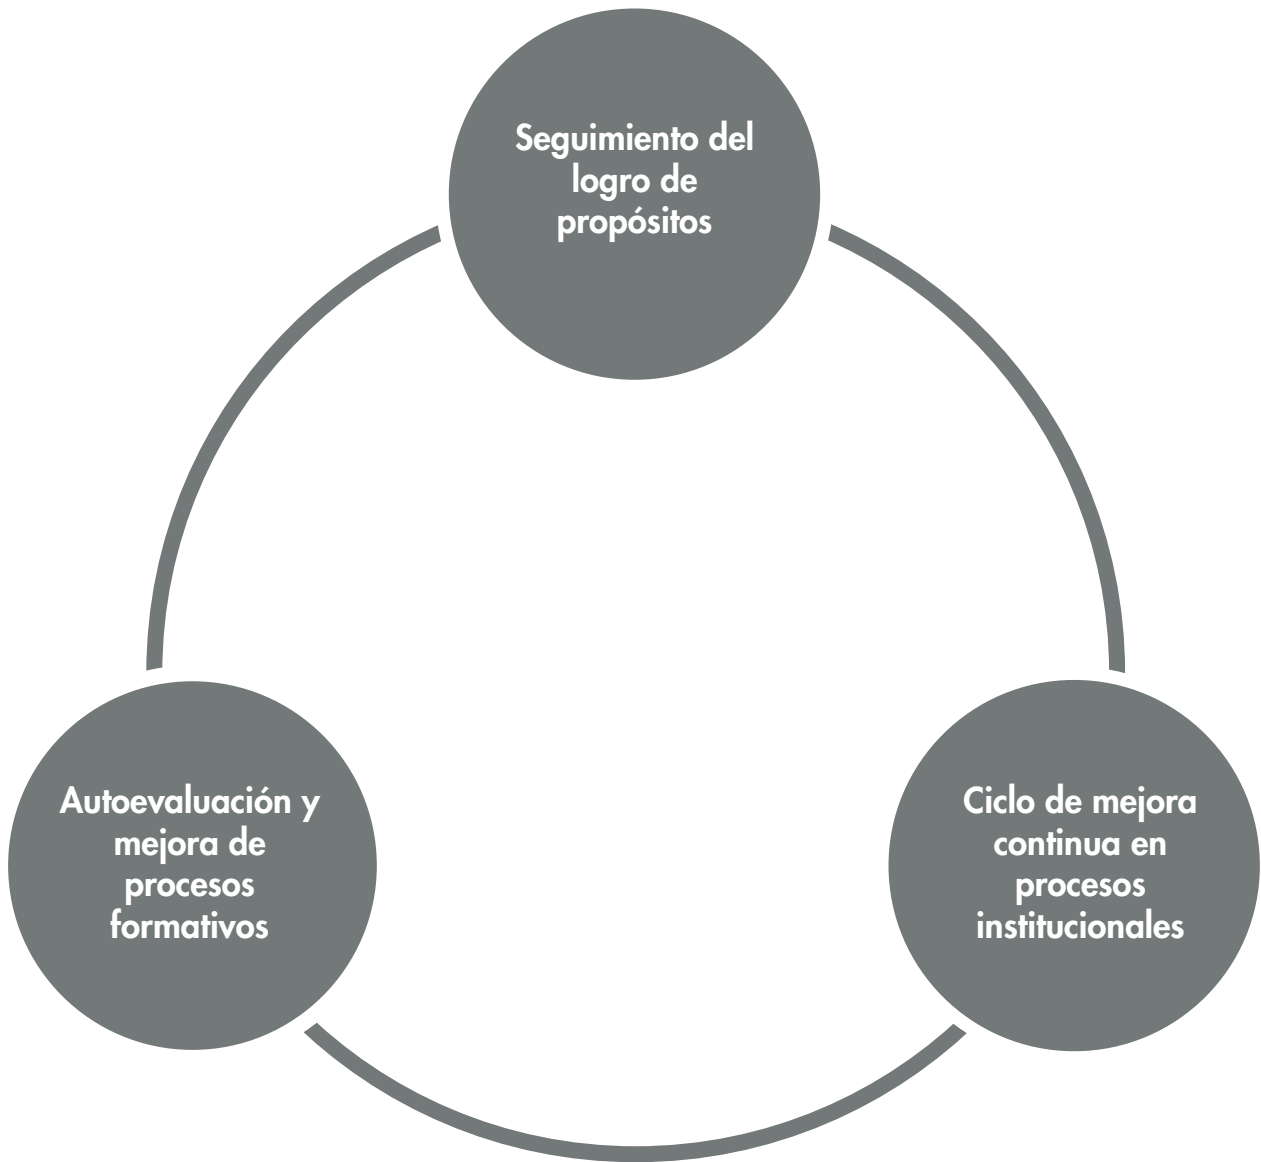 Seguimiento del
logro de
propósitos
Autoevaluación y
mejora de
procesos
formativos
Ciclo de mejora
continua en
procesos
institucionales